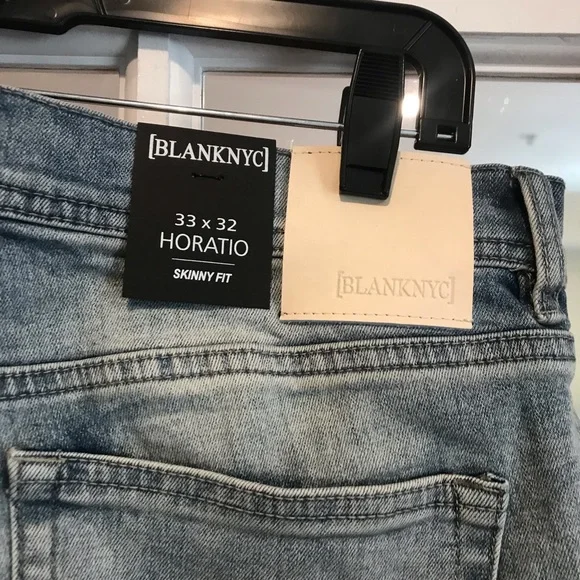 [BLANKNYC]
33 x 32
HORATIO
SKINNY FIT
[BLANKNYC]